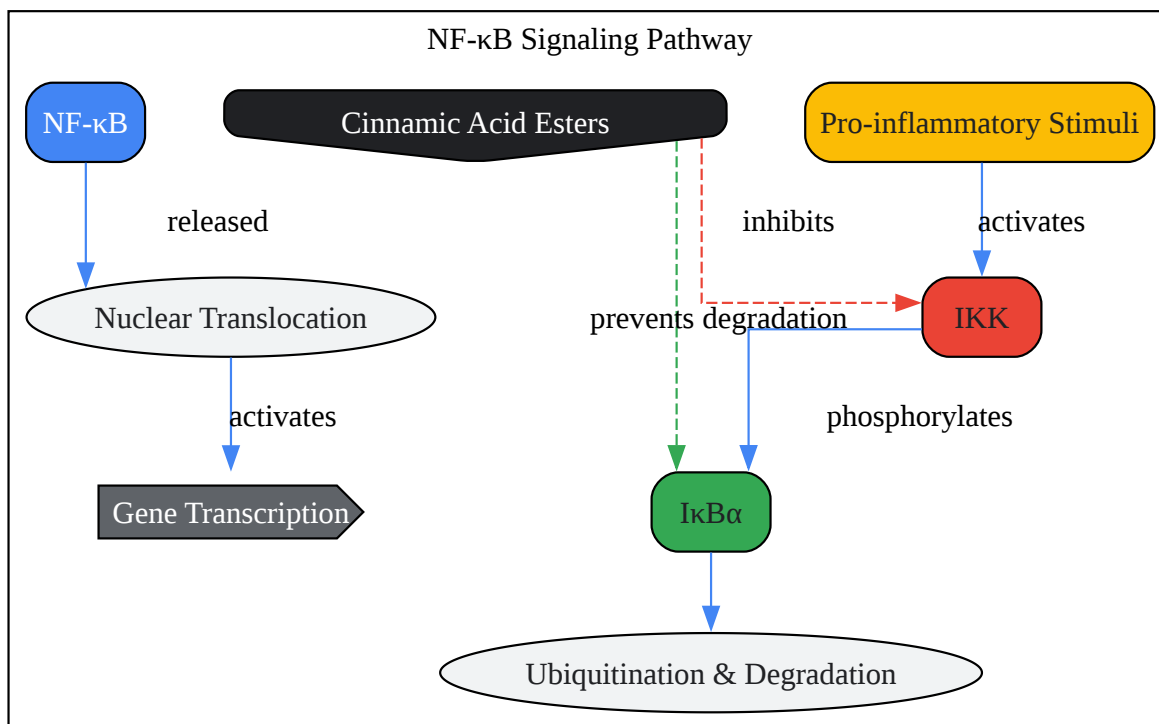 NF-κB Signaling Pathway
NF-κB
Cinnamic Acid Esters
Pro-inflammatory Stimuli
released
inhibits
activates
Nuclear Translocation
prevents degradation
IKK
activates
phosphorylates
Gene Transcription
IκBα
Ubiquitination & Degradation